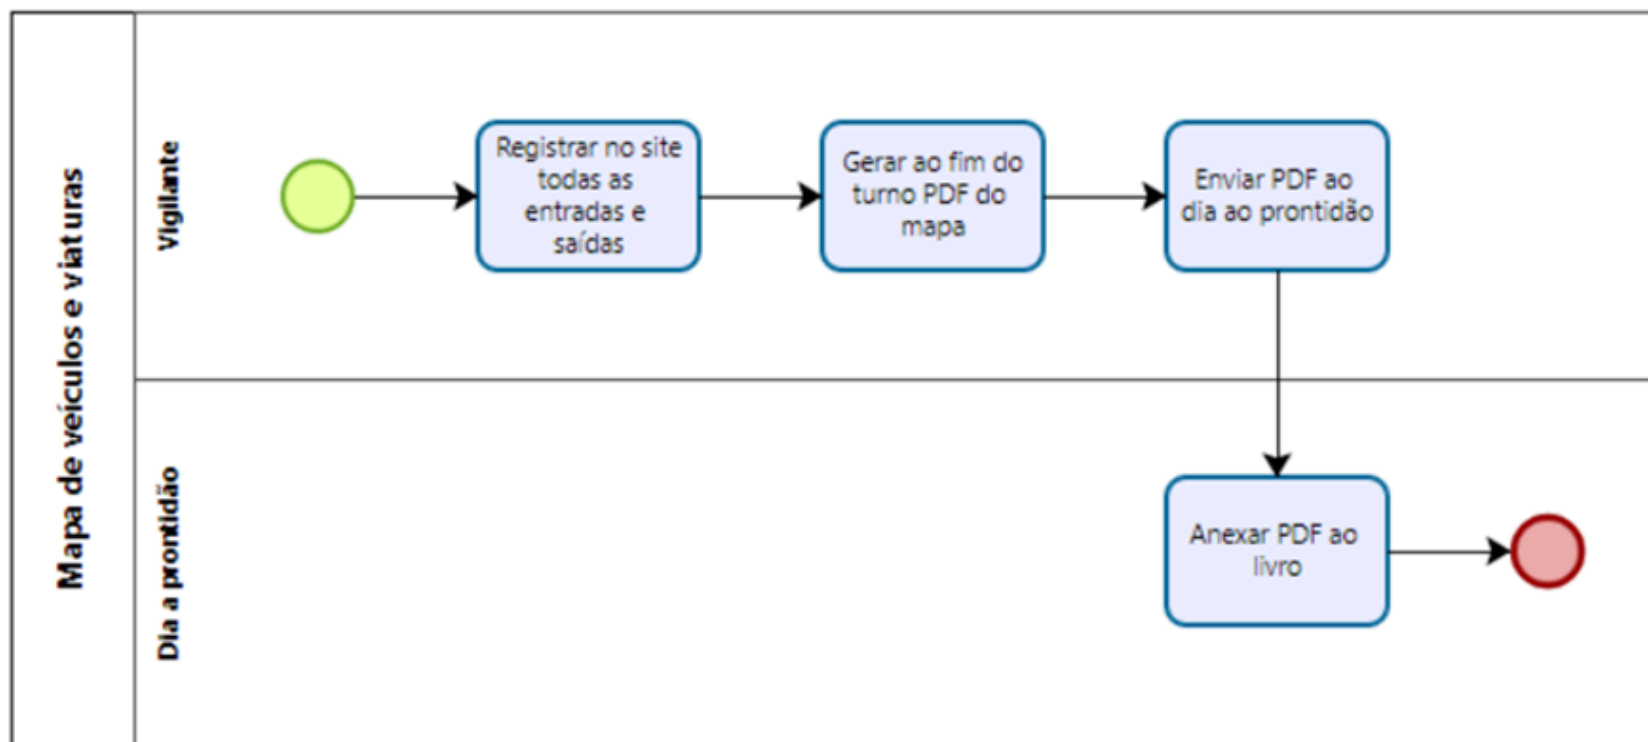 Mapa de veículos e viaturas
Vigilante
Registrar no site
todas as
entradas e
saídas
Gerar ao fim do
turno PDF do
mapa
Enviar PDF ao
dia ao prontidão
Dia a prontidão
Anexar PDF ao
livro